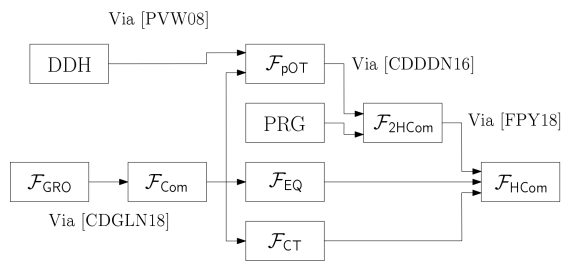 Via [PVW08]
DDH
F_pOT
Via [CDDDN16]
PRG
F_2HCom
Via [FPY18]
F_GRO
F_Com
F_EQ
F_HCom
Via [CDGLN18]
F_CT